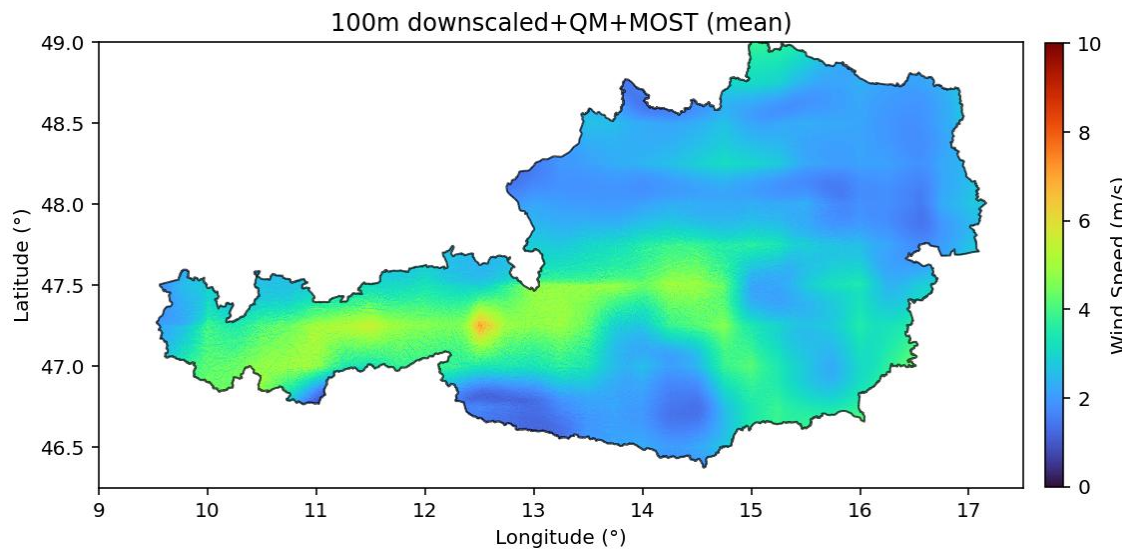 100m downscaled+QM+MOST (mean)
49.0
48.5
48.0
47.5
47.0
46.5
Latitude (°)
9 10 11 12 13 14 15 16 17
Longitude (°)
10
8
6
4
2
0
Wind Speed (m/s)